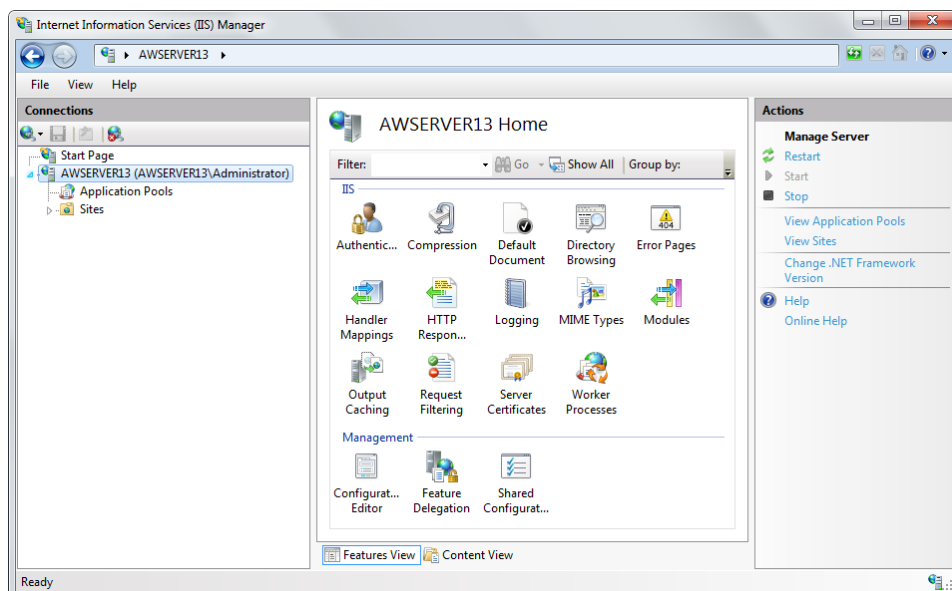 Internet Information Services (IIS) Manager
AWSERVER13
File View Help
Connections
Start Page
AWSERVER13 (AWSERVER13\Administrator)
Application Pools
Sites
AWSERVER13 Home
Filter: Go Show All Group by:
IIS
Authentic... Compression Default Directory Error Pages
Document Browsing
404
Handler HTTP Logging MIME Types Modules
Mappings Respon...
Output Request Server Worker
Caching Filtering Certificates Processes
Management
Configurat... Feature Shared
Editor Delegation Configurat...
Features View Content View
Actions
Manage Server
Restart
Start
Stop
View Application Pools
View Sites
Change .NET Framework
Version
Help
Online Help
Ready